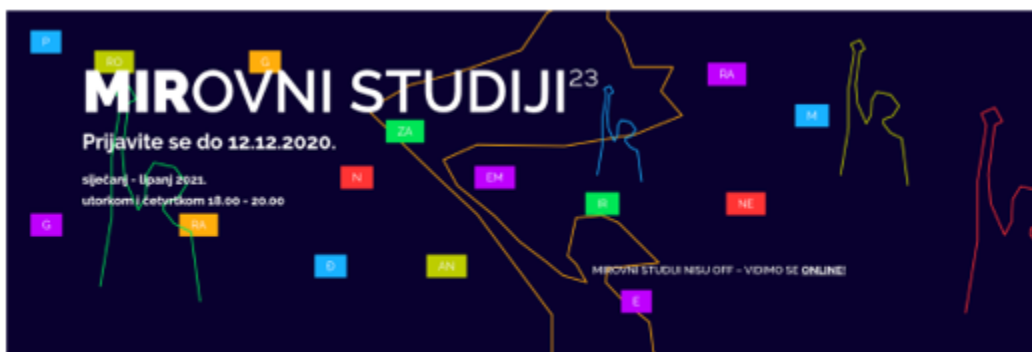 P
RO
G
RA
MIROVNI STUDIJI23
M
ZA
Prijavite se do 12.12.2020.
N
EM
siječanj - lipanj 2021.
utorkom i četvrtkom 18.00 - 20.00
IR
NE
G
RA
Đ
AN
MIROVNI STUDIJI NISU OFF – VIDIMO SE ONLINE!
E